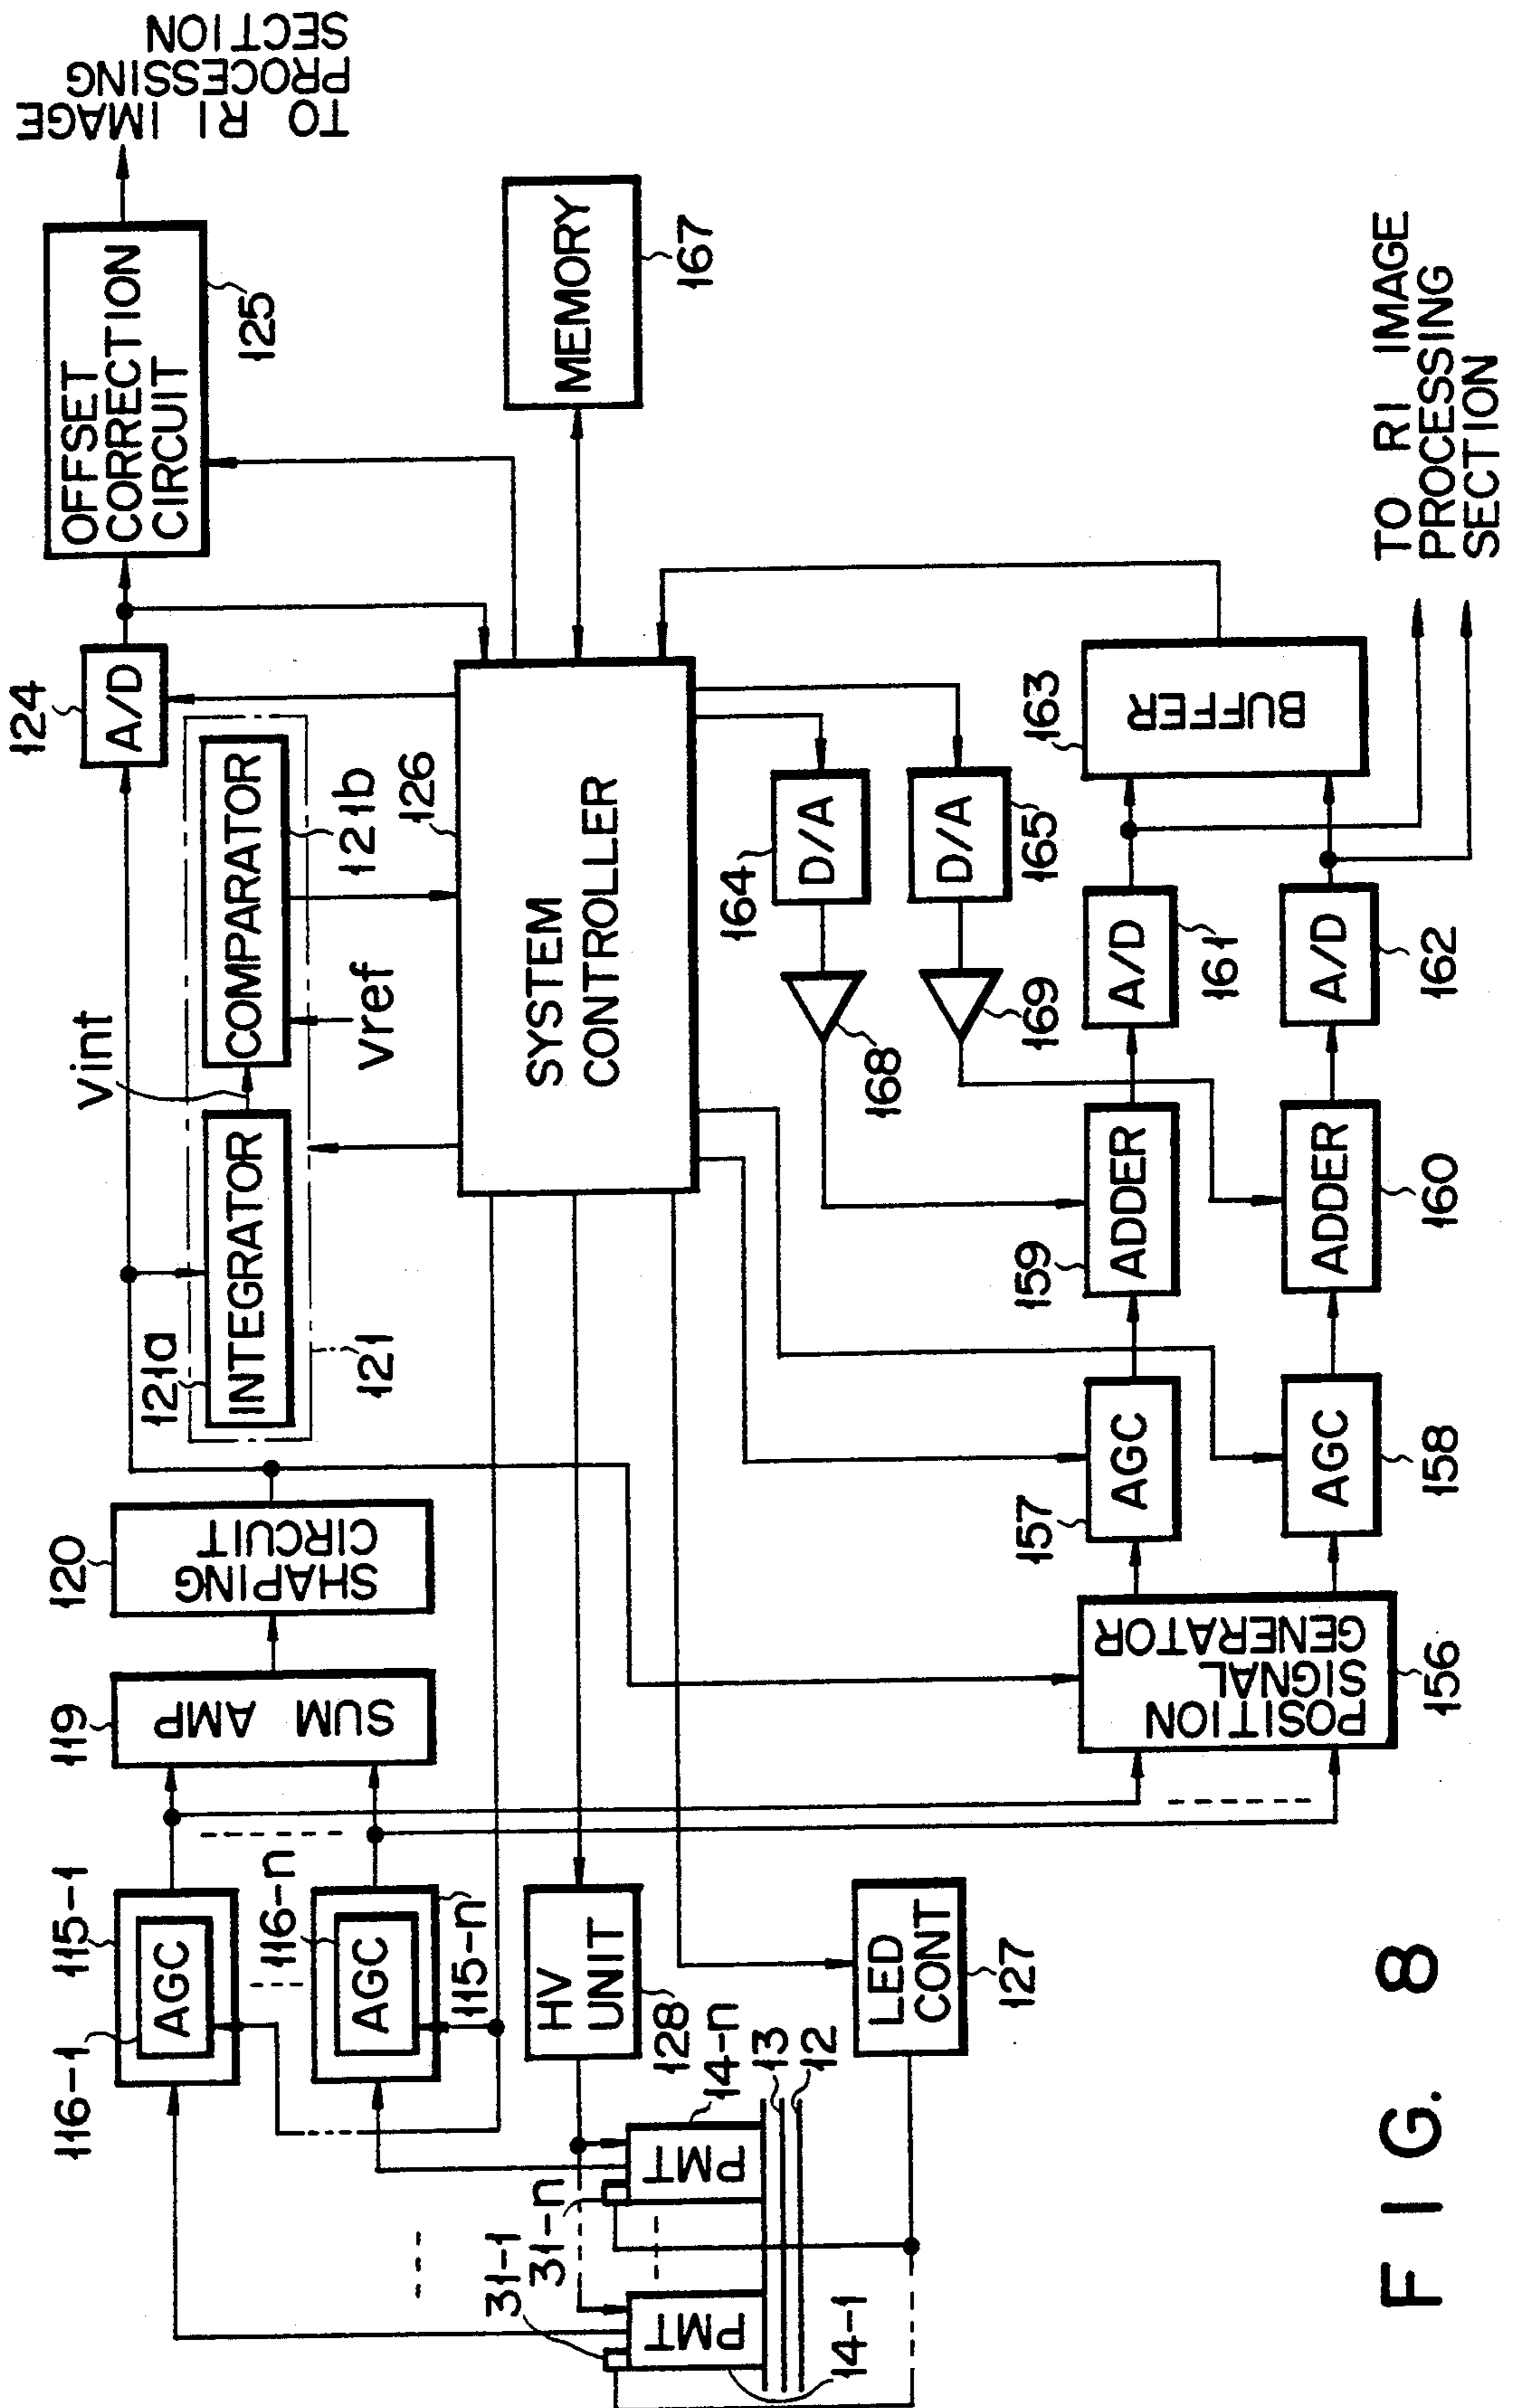 116-1
AGC
115-1
116-n
AGC
115-n
119
SUM AMP
120
SHAPING
CIRCUIT
121a
INTEGRATOR
Vint
COMPARATOR
121b
Vref
121
124
A/D
OFFSET
CORRECTION
CIRCUIT
125
TO RI IMAGE
PROCESSING
SECTION
HV
UNIT
128
126
SYSTEM
CONTROLLER
MEMORY
167
31-1
31-n
PMT
PMT
14-n
13
12
14-1
LED
CONT
127
164
D/A
168
D/A
165
169
POSITION
SIGNAL
GENERATOR
156
157
AGC
AGC
158
159
ADDER
ADDER
160
A/D
161
A/D
162
163
BUFFER
TO RI IMAGE
PROCESSING
SECTION
FIG. 8